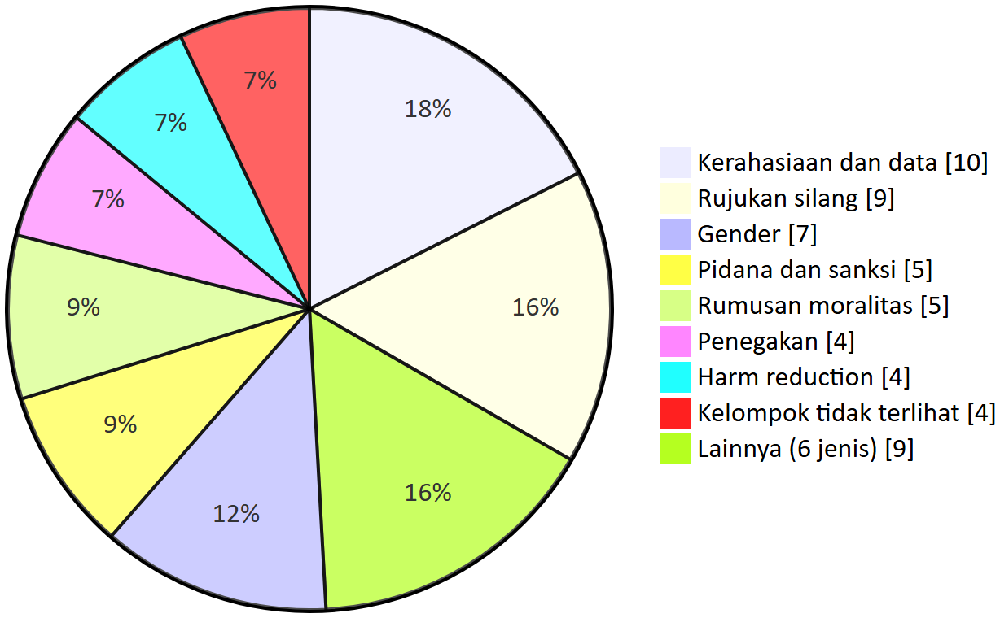 7%
18%
7%
7%
16%
9%
9%
16%
12%
Kerahasiaan dan data [10]
Rujukan silang [9]
Gender [7]
Pidana dan sanksi [5]
Rumusan moralitas [5]
Penegakan [4]
Harm reduction [4]
Kelompok tidak terlihat [4]
Lainnya (6 jenis) [9]